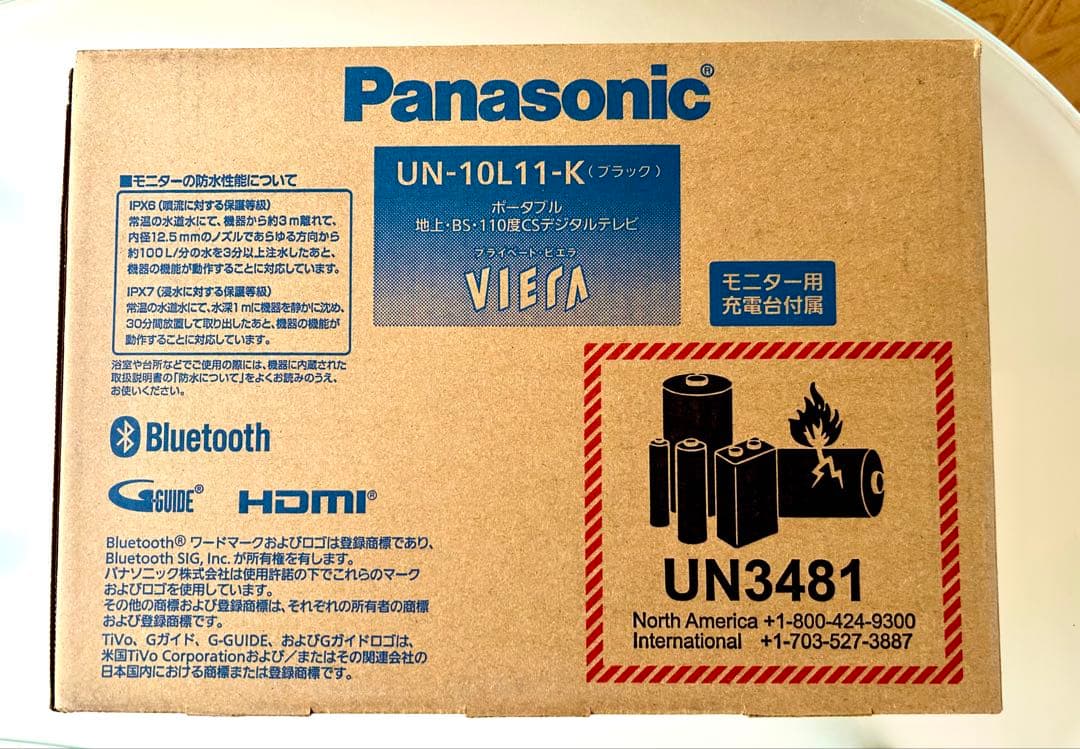 Panasonic®
UN-10L11-K(ブラック)
ポータブル
地上・BS・110度CSデジタルテレビ
プライベート・ビエラ
VIERA
モニター用
充電台付属
■モニターの防水性能について
IPX6(噴流に対する保護等級)
常温の水道水にて、機器から約3m離れて、
内径12.5mmのノズルであらゆる方向から
約100L/分の水を3分以上注水したあと、
機器の機能が動作することに対応しています。
IPX7(浸水に対する保護等級)
常温の水道水にて、水深1mに機器を静かに沈め、
30分間放置して取り出したあと、機器の機能が
動作することに対応しています。
浴室や台所などでご使用の際には、機器に内蔵された
取扱説明書の「防水について」をよくお読みのうえ、
お使いください。
Bluetooth
G-GUIDE®
HDMI®
Bluetooth® ワードマークおよびロゴは登録商標であり、
Bluetooth SIG, Inc. が所有権を有します。
パナソニック株式会社は使用許諾の下でこれらのマーク
およびロゴを使用しています。
その他の商標および登録商標は、それぞれの所有者の商標
および登録商標です。
TiVo、Gガイド、G-GUIDE、およびGガイドロゴは、
米国TiVo Corporationおよび/またはその関連会社の
日本国内における商標または登録商標です。
UN3481
North America +1-800-424-9300
International +1-703-527-3887